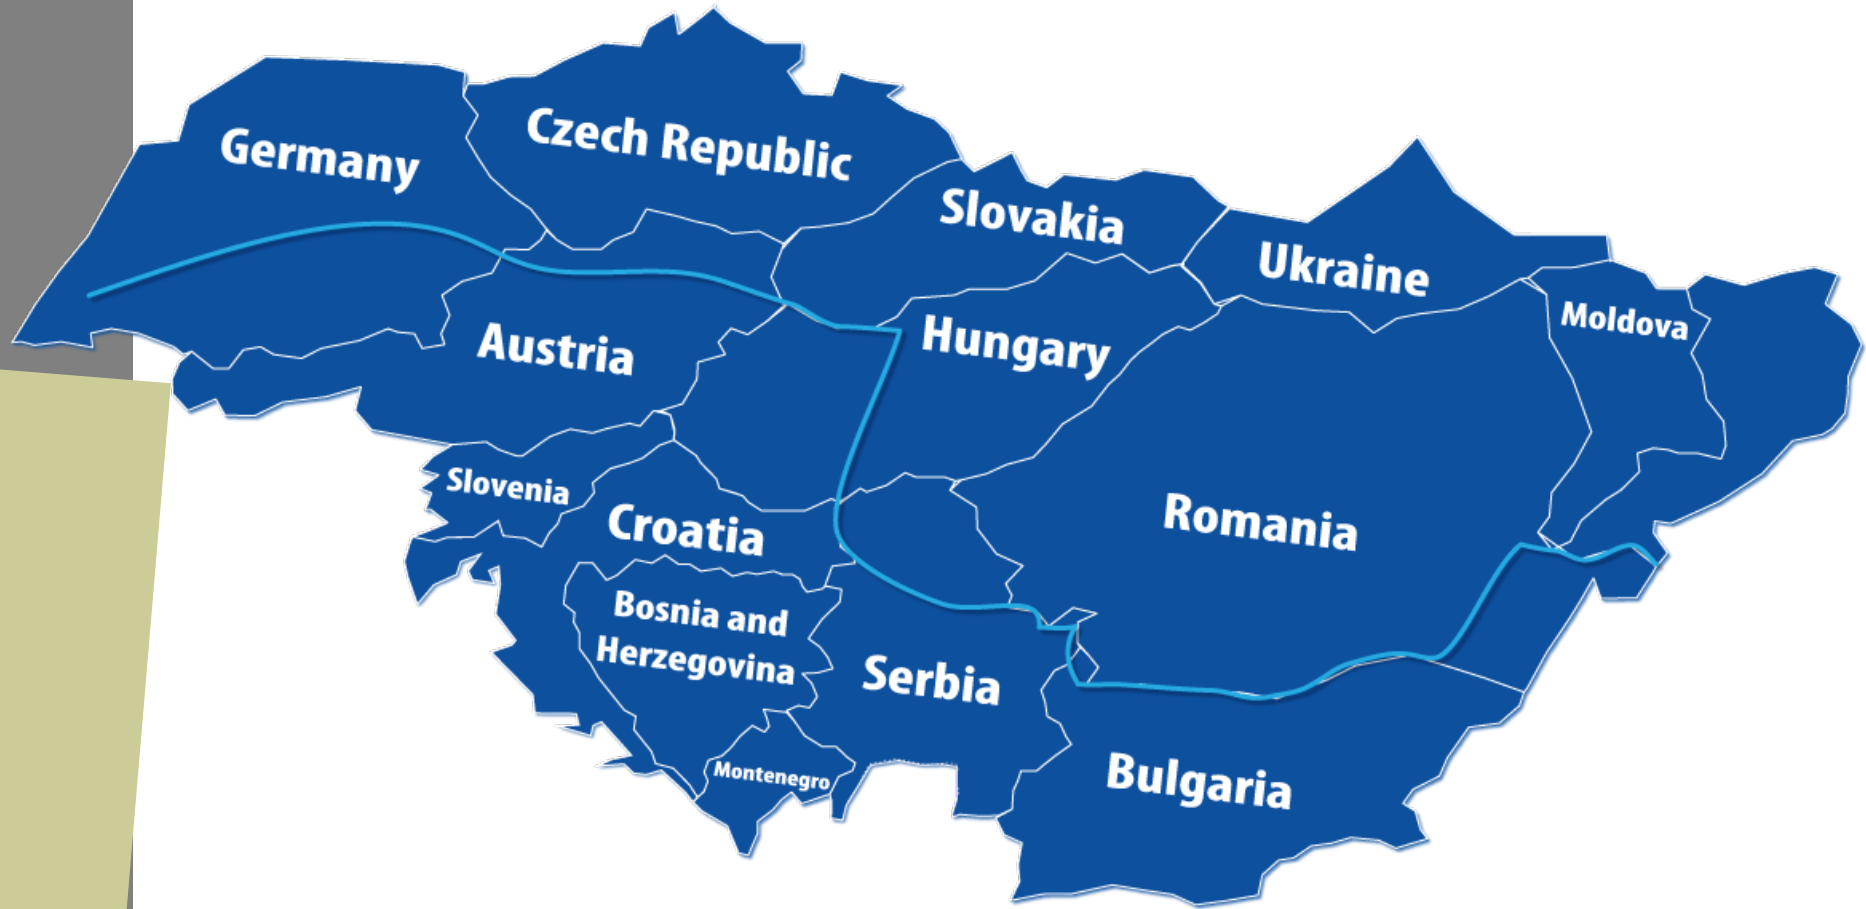 Germany
Czech Republic
Slovakia
Ukraine
Moldova
Austria
Hungary
Slovenia
Croatia
Romania
Bosnia and
Herzegovina
Serbia
Montenegro
Bulgaria